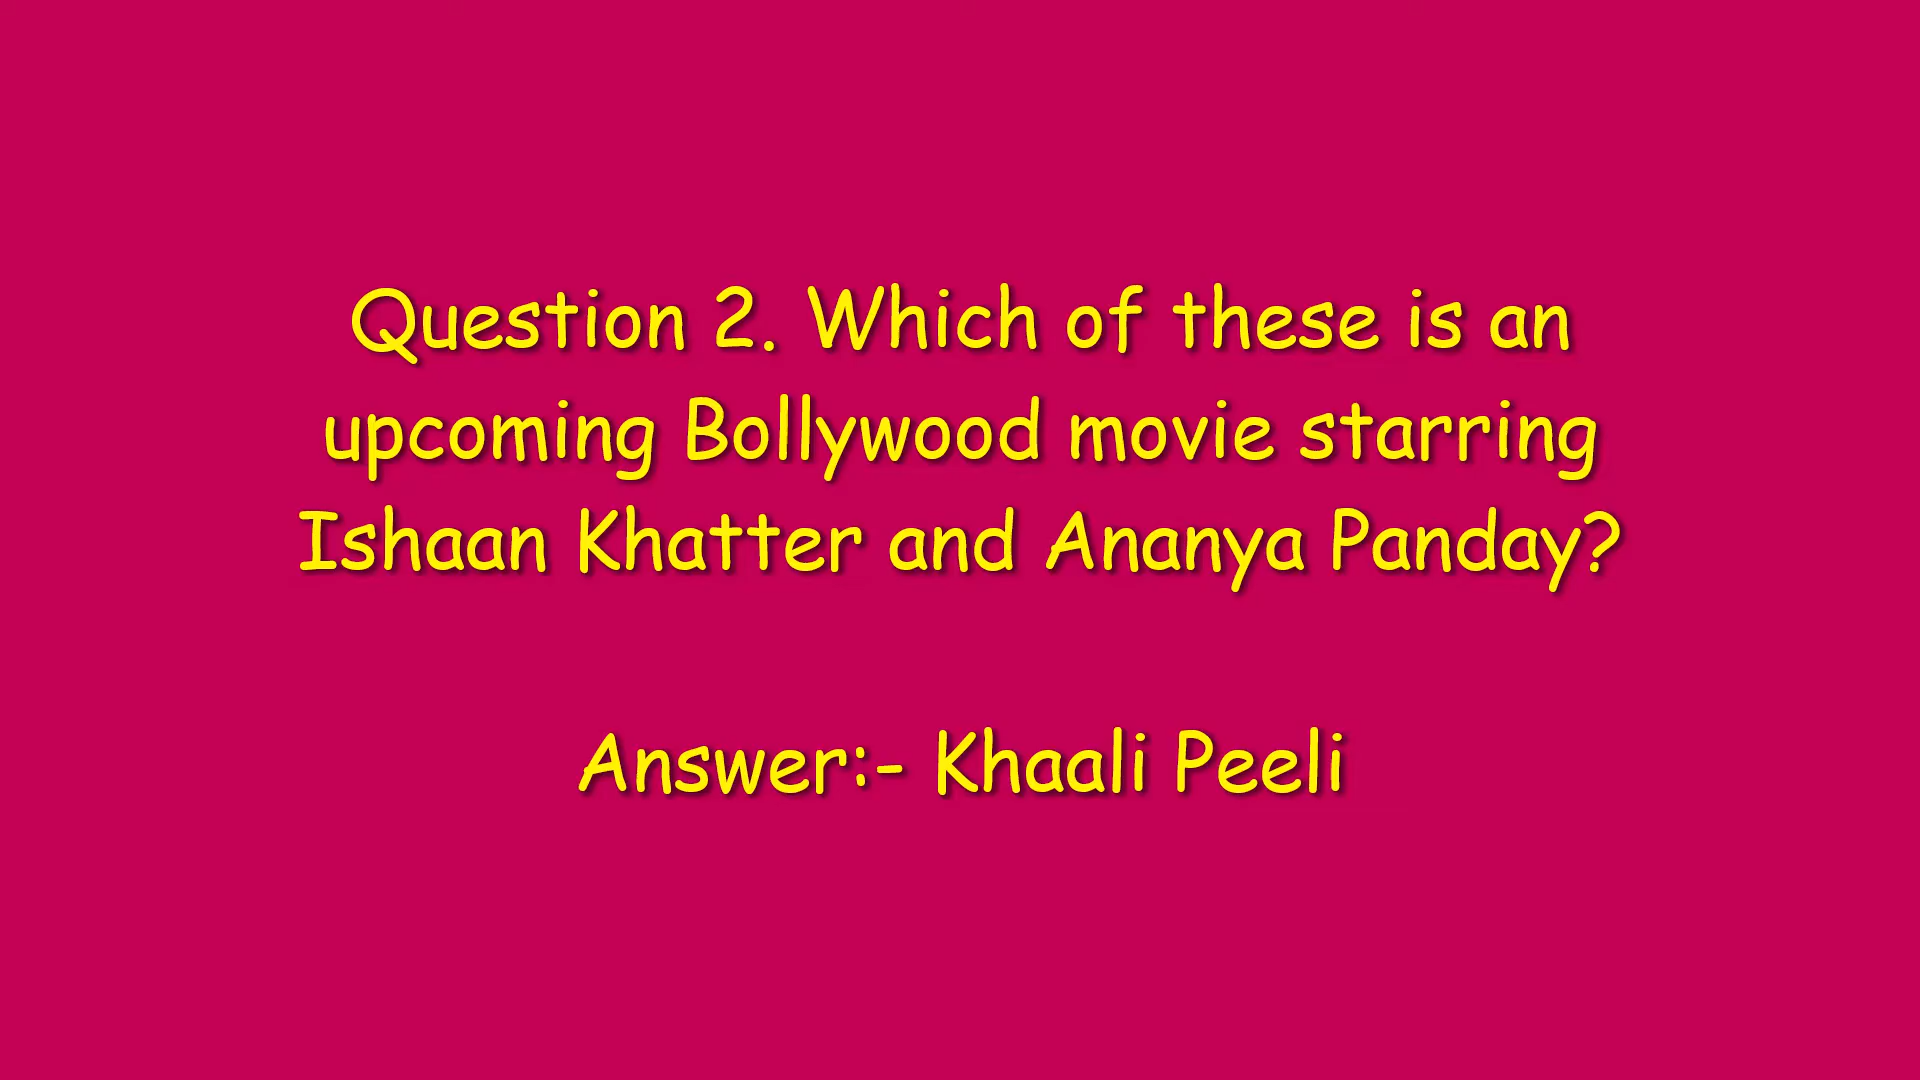 Question 2. Which of these is an
upcoming Bollywood movie starring
Ishaan Khatter and Ananya Panday?
Answer:- Khaali Peeli